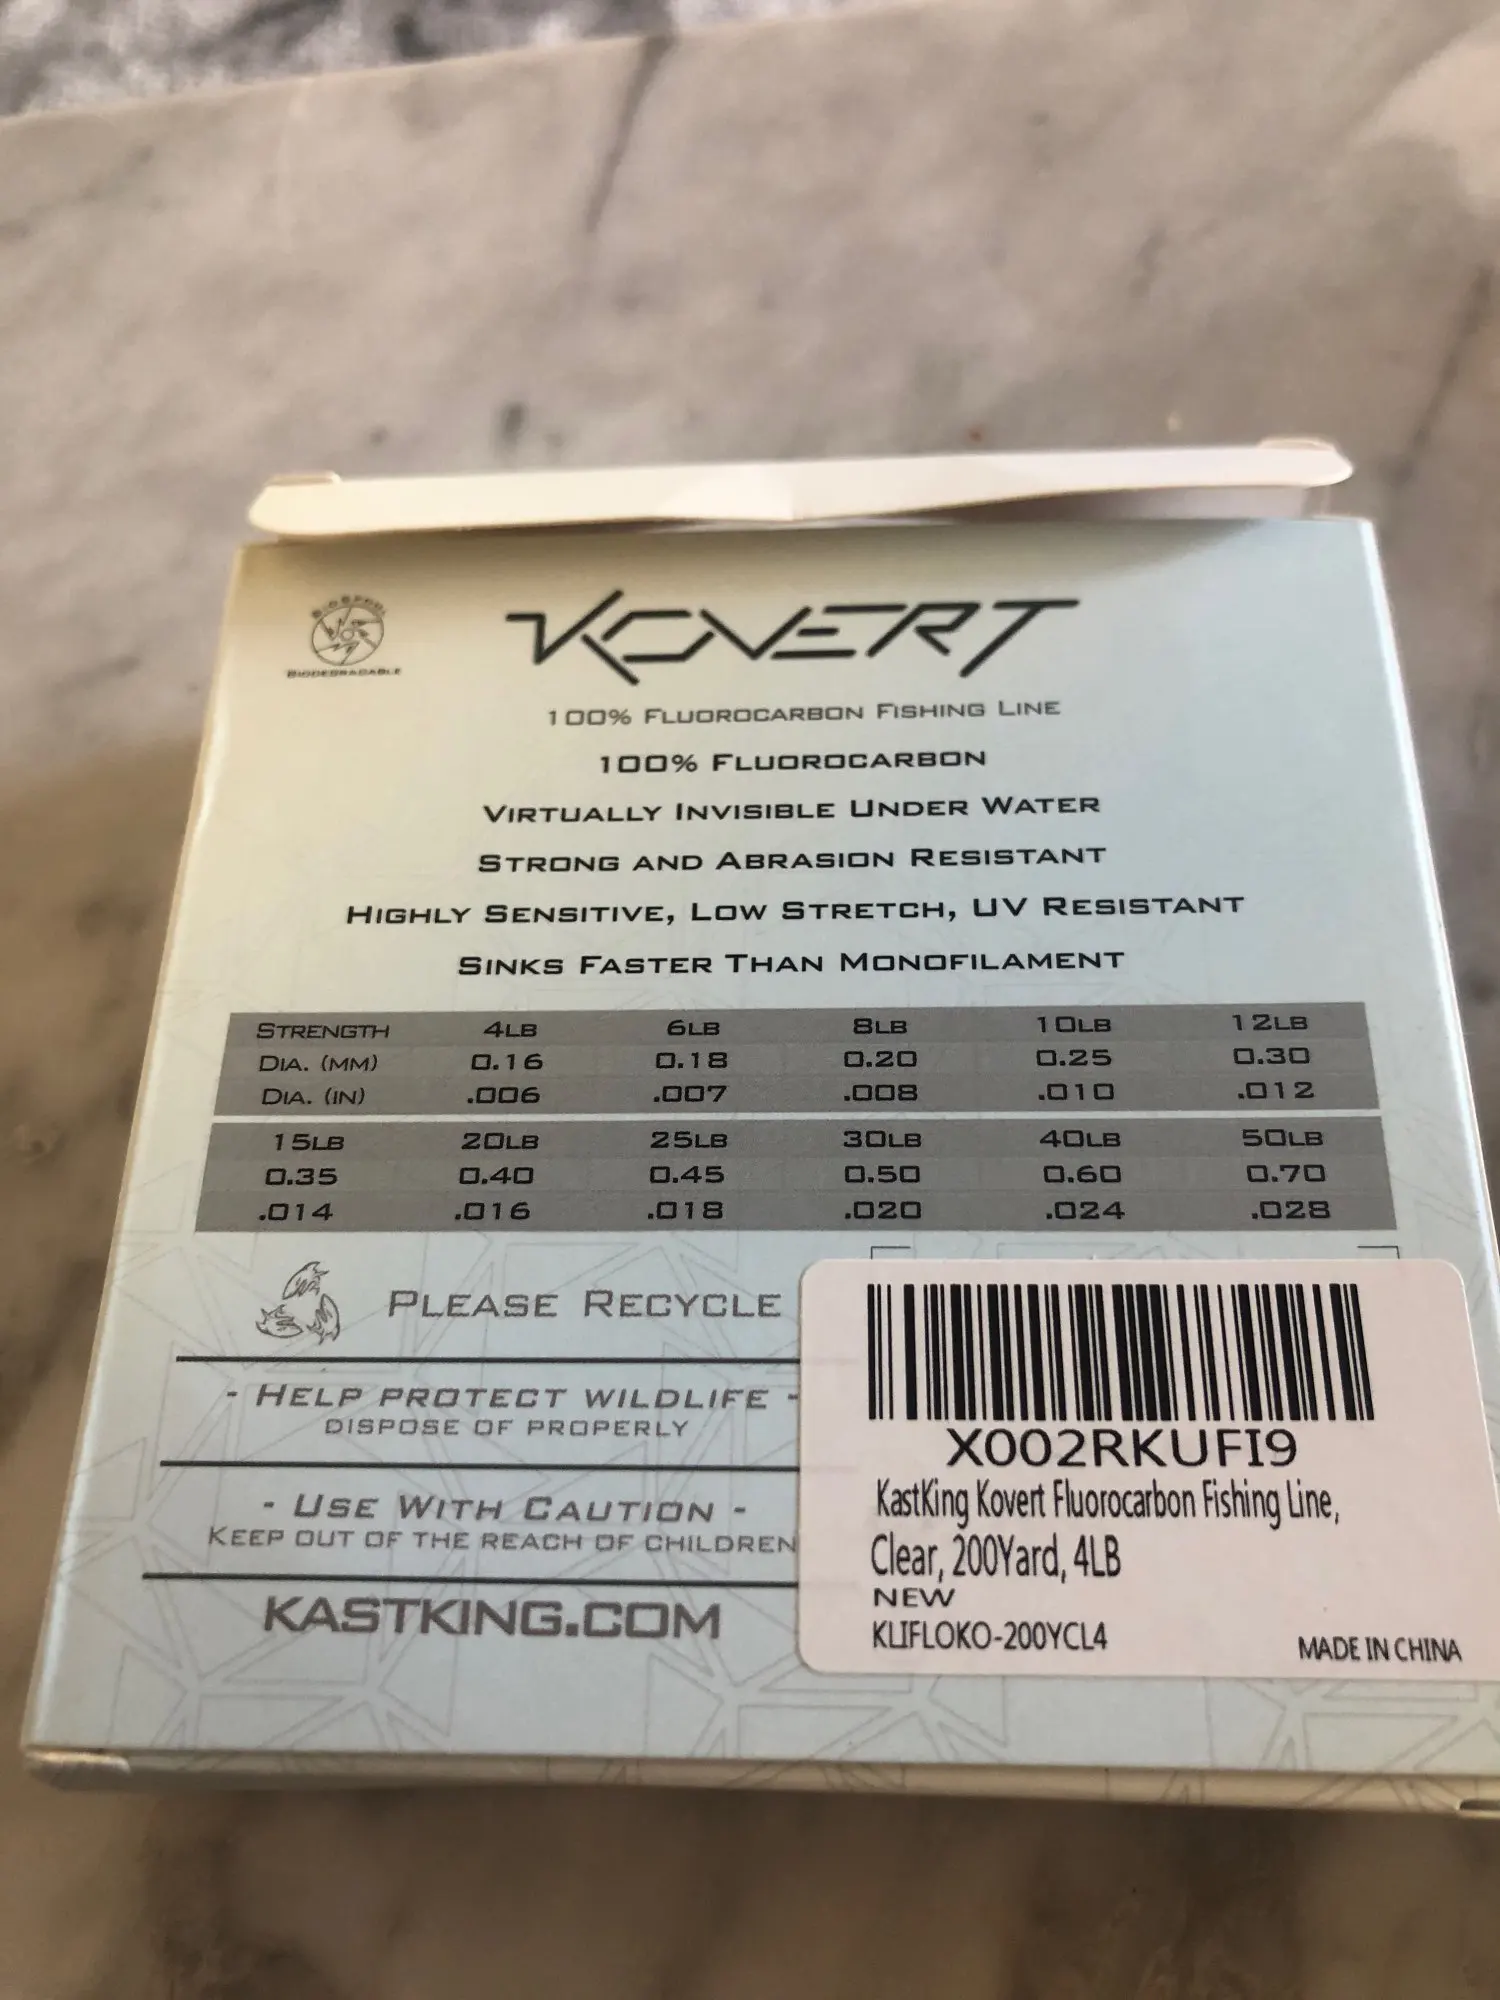 BIOSPOOL
BIODEGRADABLE
KOVERT
100% FLUOROCARBON FISHING LINE
100% FLUOROCARBON
VIRTUALLY INVISIBLE UNDER WATER
STRONG AND ABRASION RESISTANT
HIGHLY SENSITIVE, LOW STRETCH, UV RESISTANT
SINKS FASTER THAN MONOFILAMENT
STRENGTH 4LB 6LB 8LB 10LB 12LB
DIA. (MM) 0.16 0.18 0.20 0.25 0.30
DIA. (IN) .006 .007 .008 .010 .012
15LB 20LB 25LB 30LB 40LB 50LB
0.35 0.40 0.45 0.50 0.60 0.70
.014 .016 .018 .020 .024 .028
PLEASE RECYCLE
- HELP PROTECT WILDLIFE -
DISPOSE OF PROPERLY
- USE WITH CAUTION -
KEEP OUT OF THE REACH OF CHILDREN
KASTKING.COM
X002RKUFI9
KastKing Kovert Fluorocarbon Fishing Line,
Clear, 200Yard, 4LB
NEW
KLIFLOKO-200YCL4
MADE IN CHINA